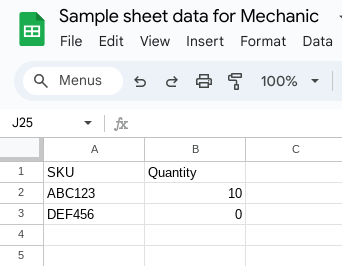 Sample sheet data for Mechanic
File Edit View Insert Format Data
Menus 100%
J25 fx
A B C
1 SKU Quantity
2 ABC123 10
3 DEF456 0
4
5